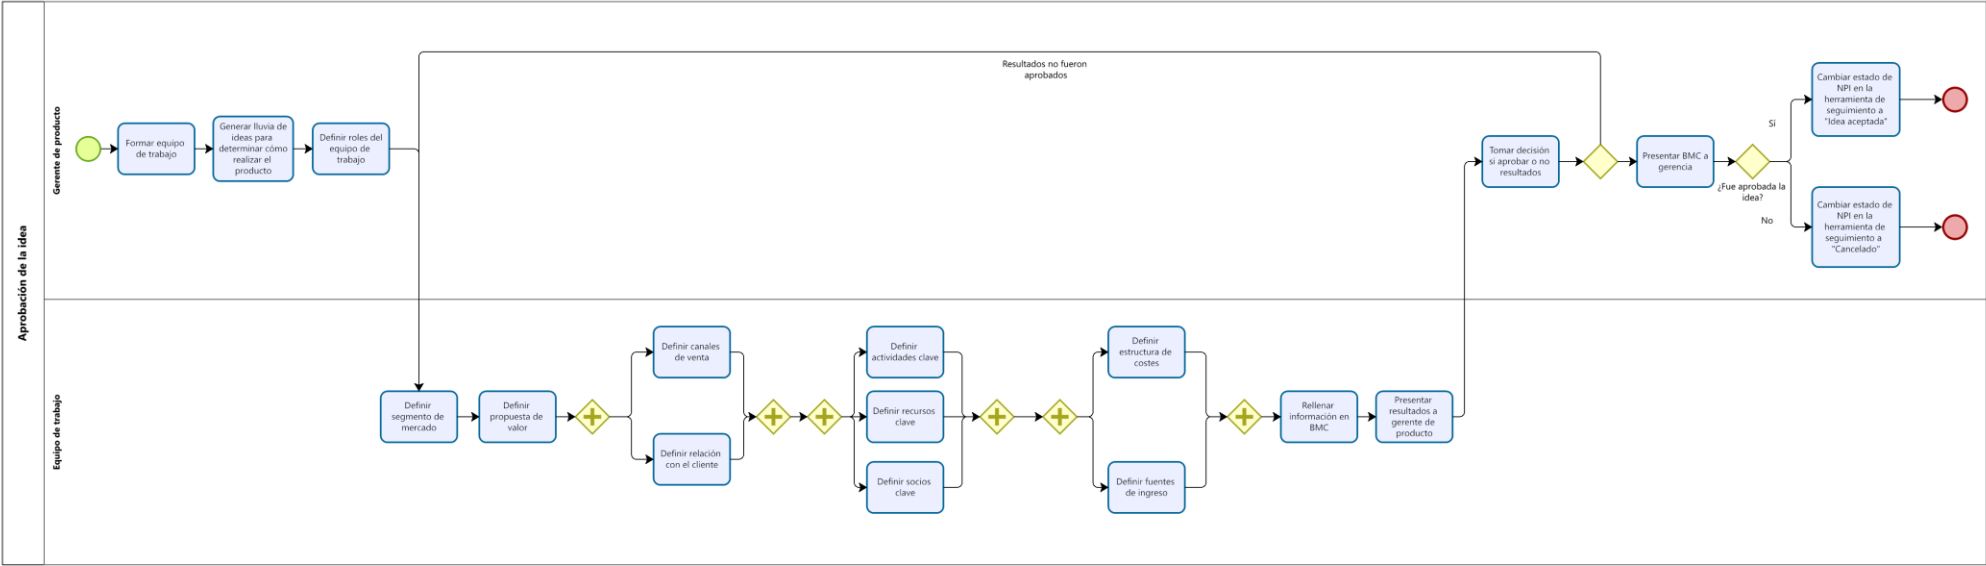 Aprobación de la idea
Gerente de producto
Formar equipo
de trabajo
Generar lluvia de
ideas para
determinar cómo
realizar el
producto
Definir roles del
equipo de
trabajo
Resultados no fueron
aprobados
Tomar decisión
si aprobar o no
resultados
Presentar BMC a
gerencia
¿Fue aprobada la
idea?
Sí
No
Cambiar estado de
NPI en la
herramienta de
seguimiento a
"Idea aceptada"
Cambiar estado de
NPI en la
herramienta de
seguimiento a
"Cancelado"
Equipo de trabajo
Definir
segmento de
mercado
Definir
propuesta de
valor
Definir canales
de venta
Definir relación
con el cliente
Definir
actividades clave
Definir recursos
clave
Definir socios
clave
Definir
estructura de
costes
Definir fuentes
de ingreso
Rellenar
información en
BMC
Presentar
resultados a
gerente de
producto